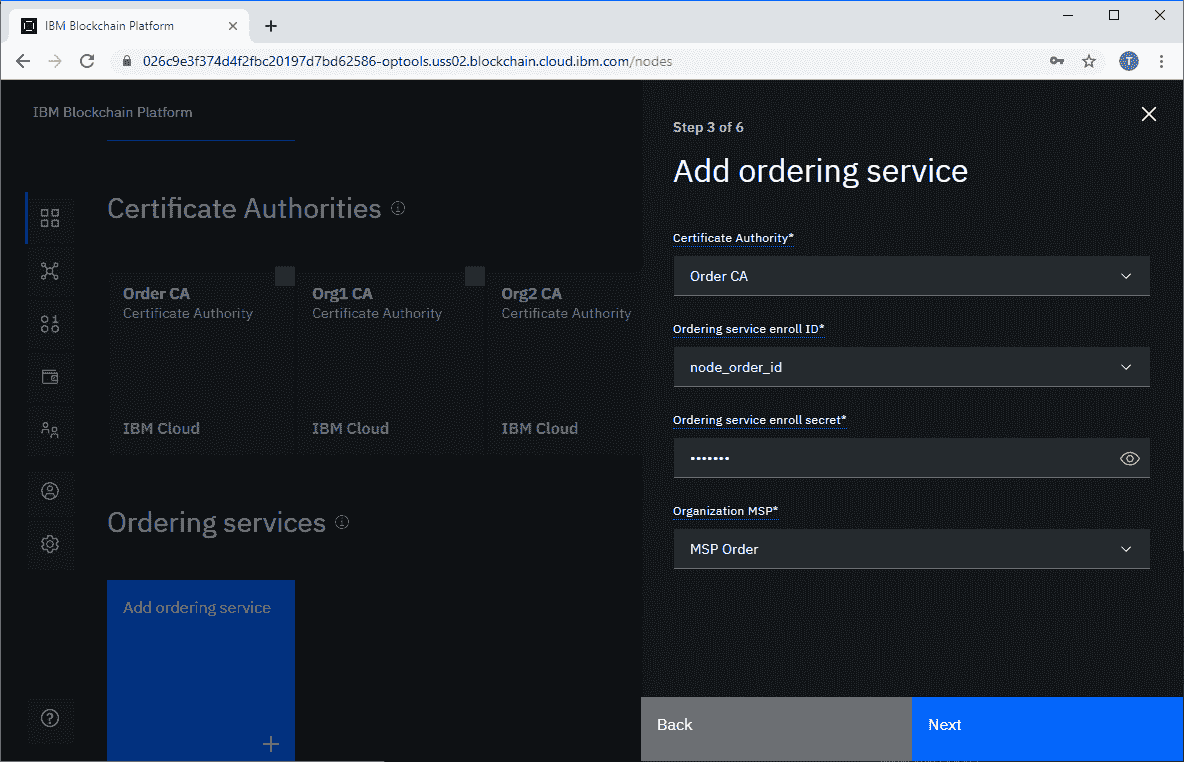 IBM Blockchain Platform
026c9e3f374d4f2fbc20197d7bd62586-optools.uss02.blockchain.cloud.ibm.com/nodes
T
IBM Blockchain Platform
Certificate Authorities
Order CA
Certificate Authority
IBM Cloud
Org1 CA
Certificate Authority
IBM Cloud
Org2 CA
Certificate Authority
IBM Cloud
Ordering services
Add ordering service
Step 3 of 6
Add ordering service
Certificate Authority*
Order CA
Ordering service enroll ID*
node_order_id
Ordering service enroll secret*
•••••••
Organization MSP*
MSP Order
Back
Next